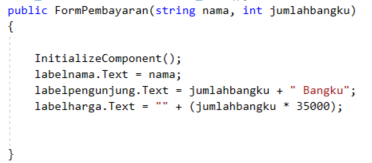 public FormPembayaran(string nama, int jumlahbangku)
{
InitializeComponent();
labelnama.Text = nama;
labelpengunjung.Text = jumlahbangku + " Bangku";
labelharga.Text = "" + (jumlahbangku * 35000);
}